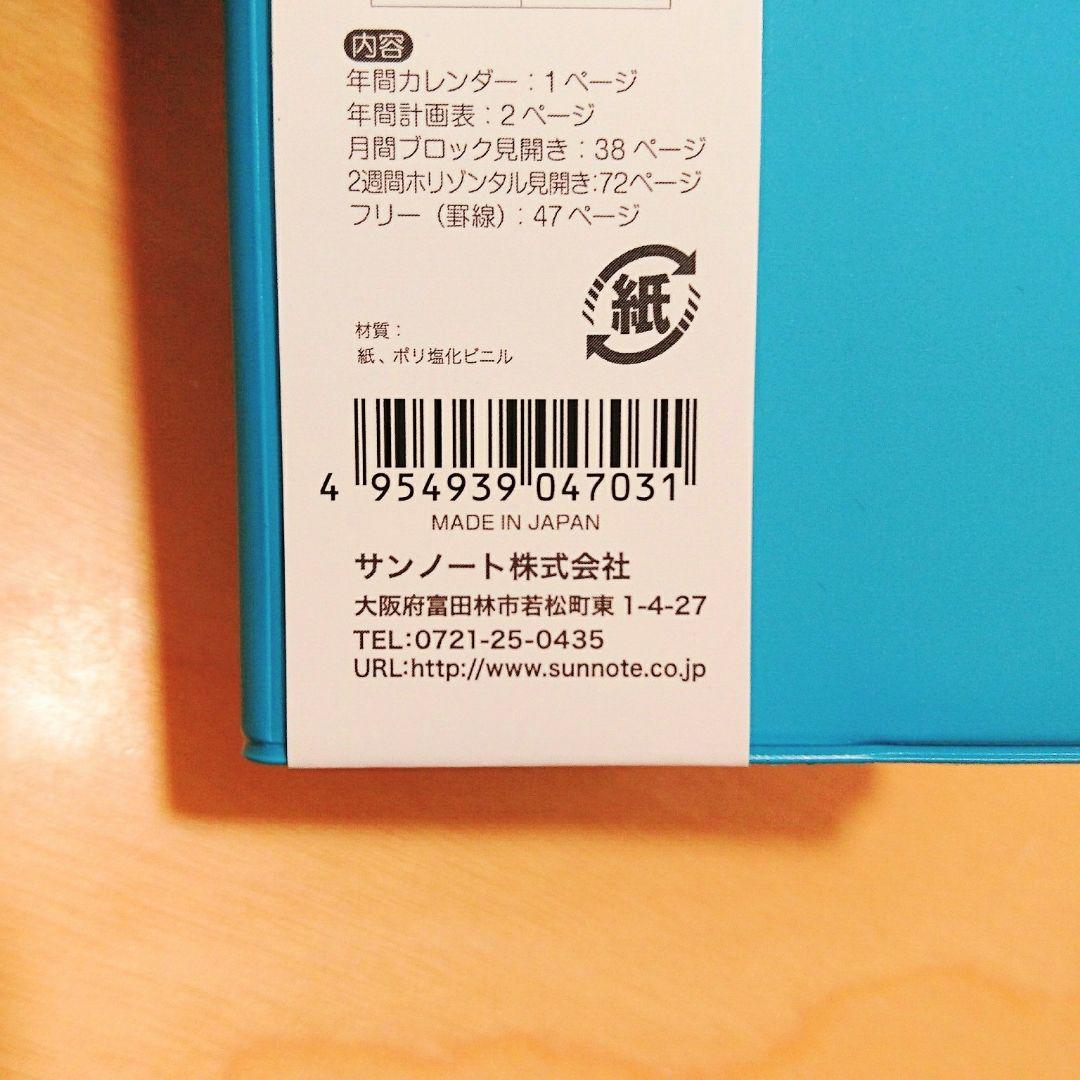 内容
年間カレンダー：1ページ
年間計画表：2ページ
月間ブロック見開き：38ページ
2週間ホリゾンタル見開き:72ページ
フリー（罫線）：47ページ
紙
材質：
紙、ポリ塩化ビニル
4 954939 047031
MADE IN JAPAN
サンノート株式会社
大阪府富田林市若松町東1-4-27
TEL:0721-25-0435
URL:http://www.sunnote.co.jp